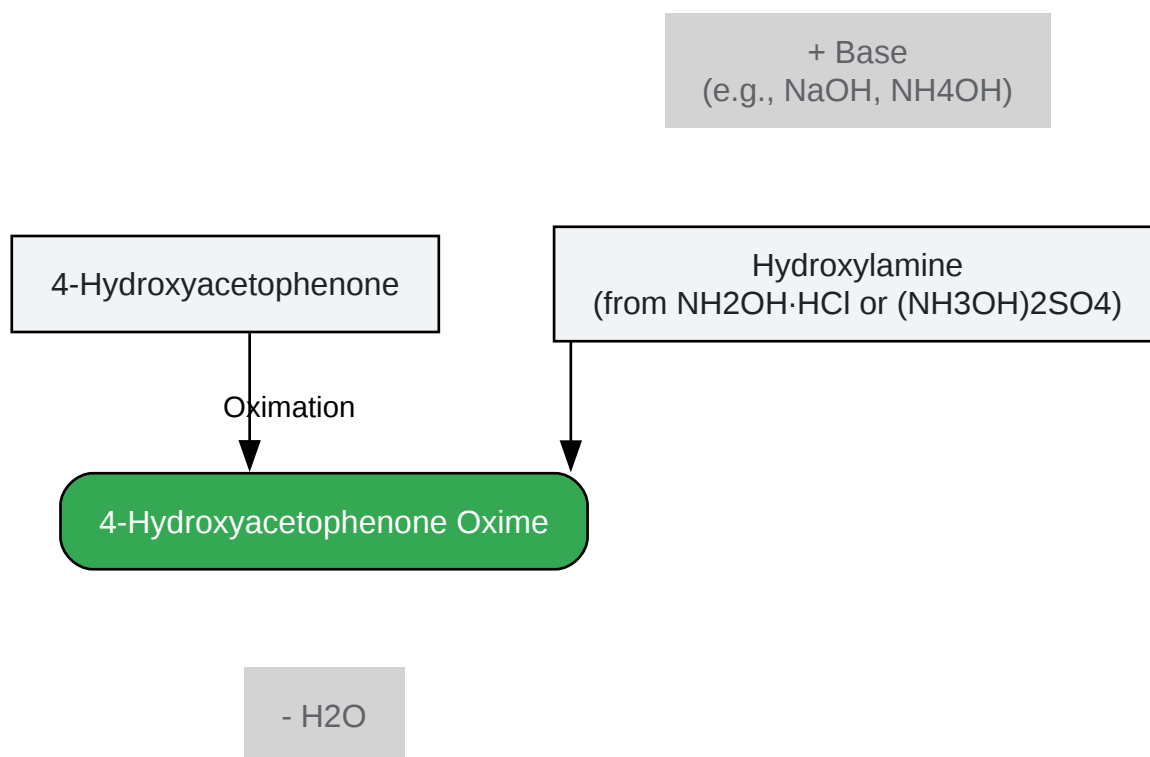 + Base
(e.g., NaOH, NH4OH)
4-Hydroxyacetophenone
Hydroxylamine
(from NH2OH·HCl or (NH3OH)2SO4)
Oximation
4-Hydroxyacetophenone Oxime
- H2O